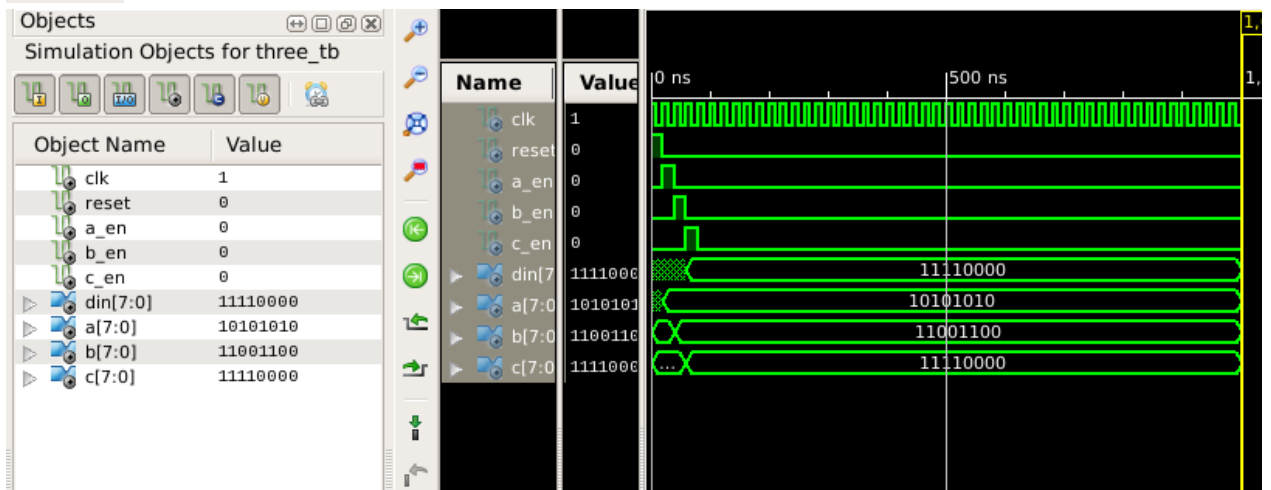 Objects
Simulation Objects for three_tb
Object Name Value
clk 1
reset 0
a_en 0
b_en 0
c_en 0
din[7:0] 11110000
a[7:0] 10101010
b[7:0] 11001100
c[7:0] 11110000
Name Value
clk 1
reset 0
a_en 0
b_en 0
c_en 0
din[7 1111000
a[7:0 1010101
b[7:0 1100110
c[7:0 1111000
0 ns 500 ns 1,
1,
11110000
10101010
11001100
... 11110000